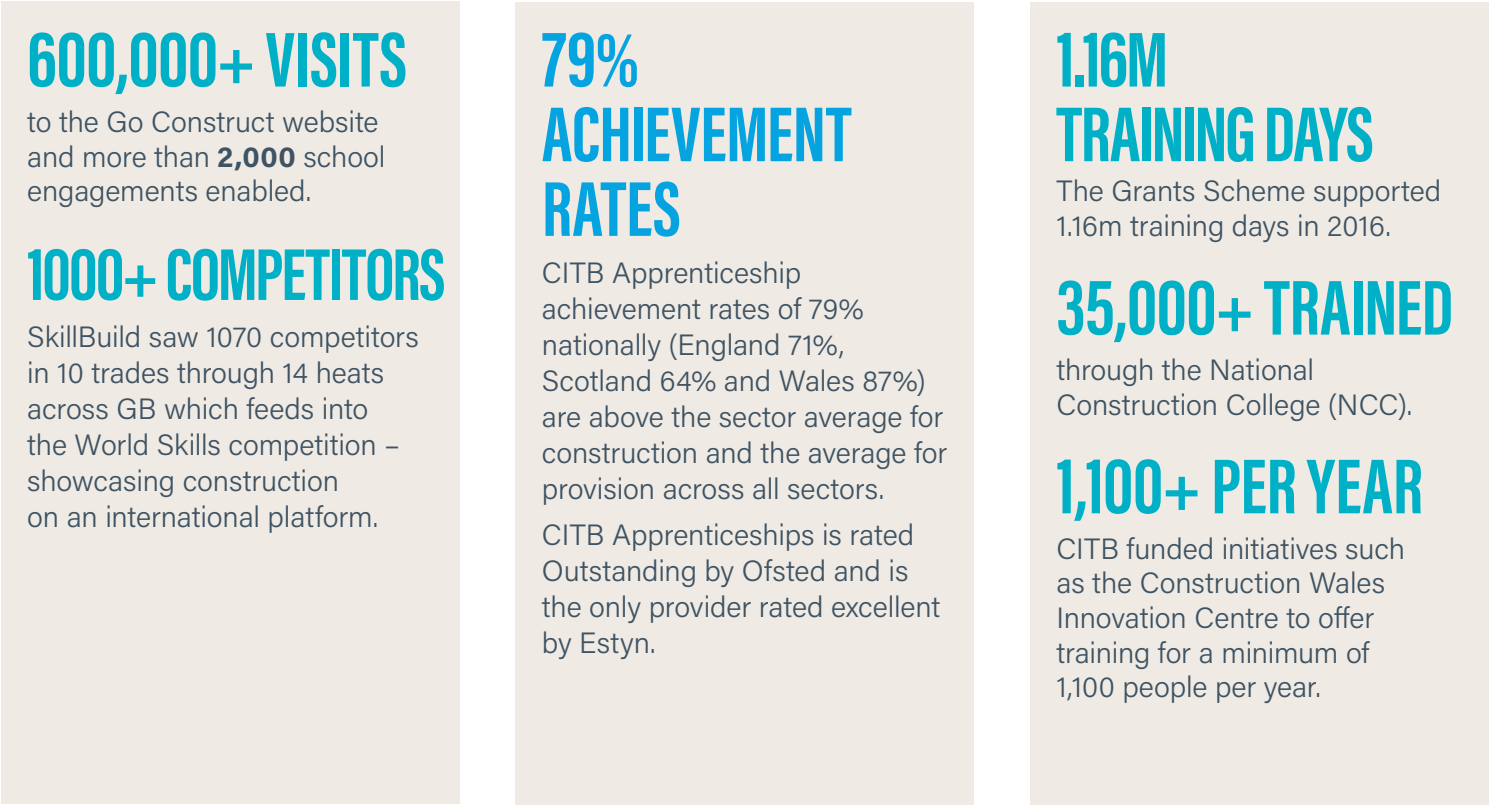 600,000+ VISITS
to the Go Construct website
and more than 2,000 school
engagements enabled.
1000+ COMPETITORS
SkillBuild saw 1070 competitors
in 10 trades through 14 heats
across GB which feeds into
the World Skills competition –
showcasing construction
on an international platform.
79%
ACHIEVEMENT
RATES
CITB Apprenticeship
achievement rates of 79%
nationally (England 71%,
Scotland 64% and Wales 87%)
are above the sector average for
construction and the average for
provision across all sectors.
CITB Apprenticeships is rated
Outstanding by Ofsted and is
the only provider rated excellent
by Estyn.
1.16M
TRAINING DAYS
The Grants Scheme supported
1.16m training days in 2016.
35,000+ TRAINED
through the National
Construction College (NCC).
1,100+ PER YEAR
CITB funded initiatives such
as the Construction Wales
Innovation Centre to offer
training for a minimum of
1,100 people per year.